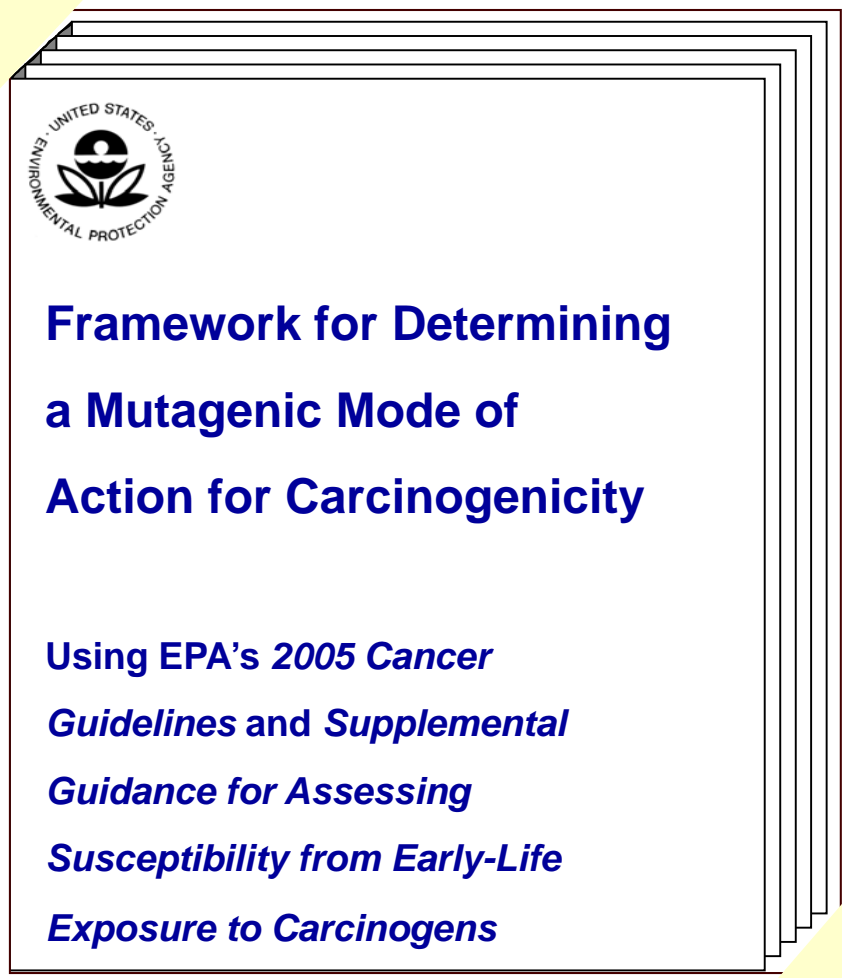 UNITED STATES
ENVIRONMENTAL PROTECTION AGENCY
Framework for Determining
a Mutagenic Mode of
Action for Carcinogenicity
Using EPA’s 2005 Cancer
Guidelines and Supplemental
Guidance for Assessing
Susceptibility from Early-Life
Exposure to Carcinogens